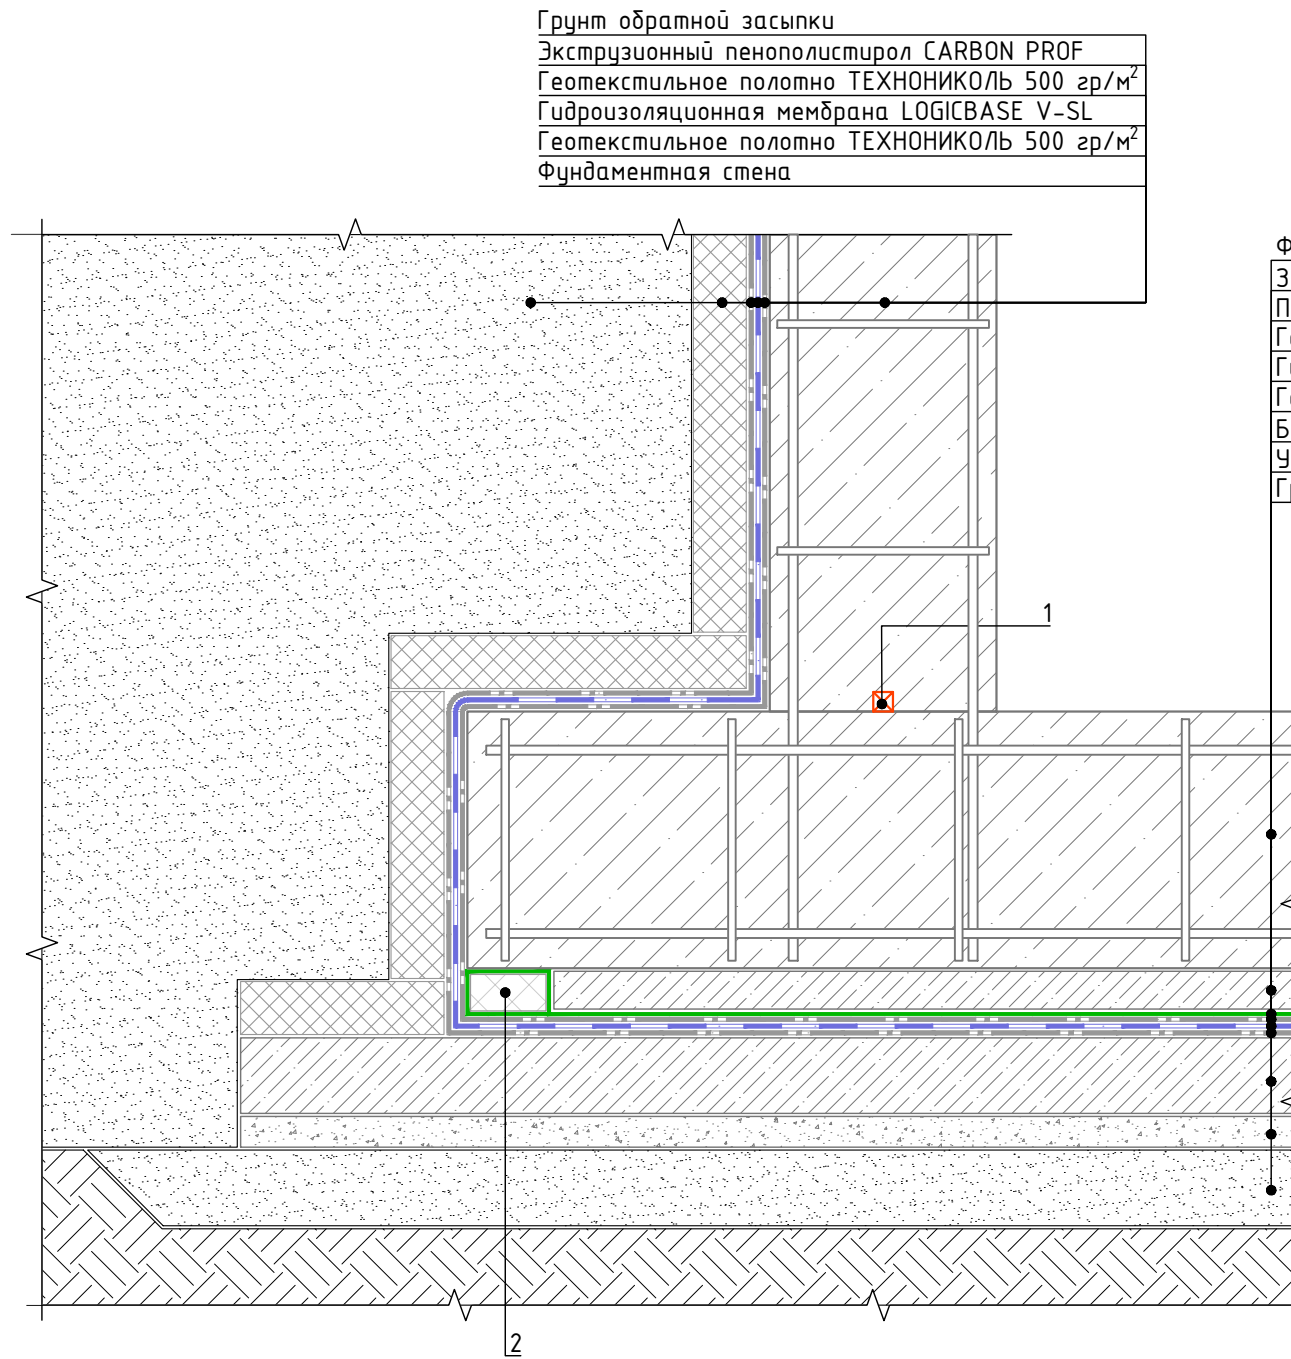 Грунт обратной засыпки
Экструзионный пенополистирол CARBON PROF
Геотекстильное полотно ТЕХНОНИКОЛЬ 500 гр/м²
Гидроизоляционная мембрана LOGICBASE V-SL
Геотекстильное полотно ТЕХНОНИКОЛЬ 500 гр/м²
Фундаментная стена
1
2